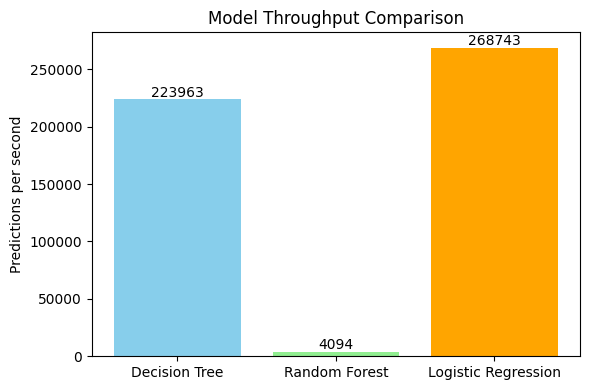 Model Throughput Comparison
Predictions per second
250000
200000
150000
100000
50000
0
223963
4094
268743
Decision Tree
Random Forest
Logistic Regression